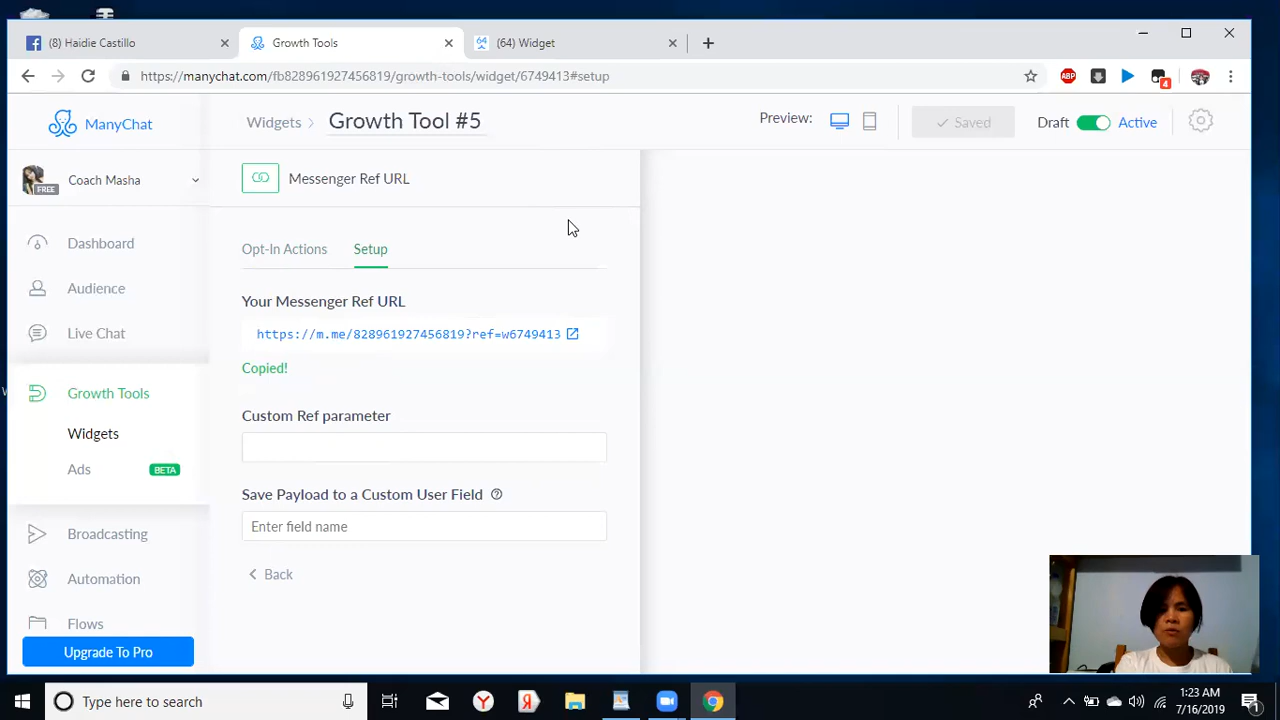 (8) Haidie Castillo
Growth Tools
(64) Widget
https://manychat.com/fb828961927456819/growth-tools/widget/6749413#setup
ABP
4
ManyChat
Widgets
Growth Tool #5
Preview:
Saved
Draft
Active
FREE
Coach Masha
Messenger Ref URL
Dashboard
Opt-In Actions
Setup
Audience
Your Messenger Ref URL
Live Chat
https://m.me/828961927456819?ref=w6749413
Copied!
Growth Tools
Custom Ref parameter
Widgets
Ads
BETA
Save Payload to a Custom User Field
Enter field name
Broadcasting
Back
Automation
Flows
Upgrade To Pro
Type here to search
1:23 AM
7/16/2019
1